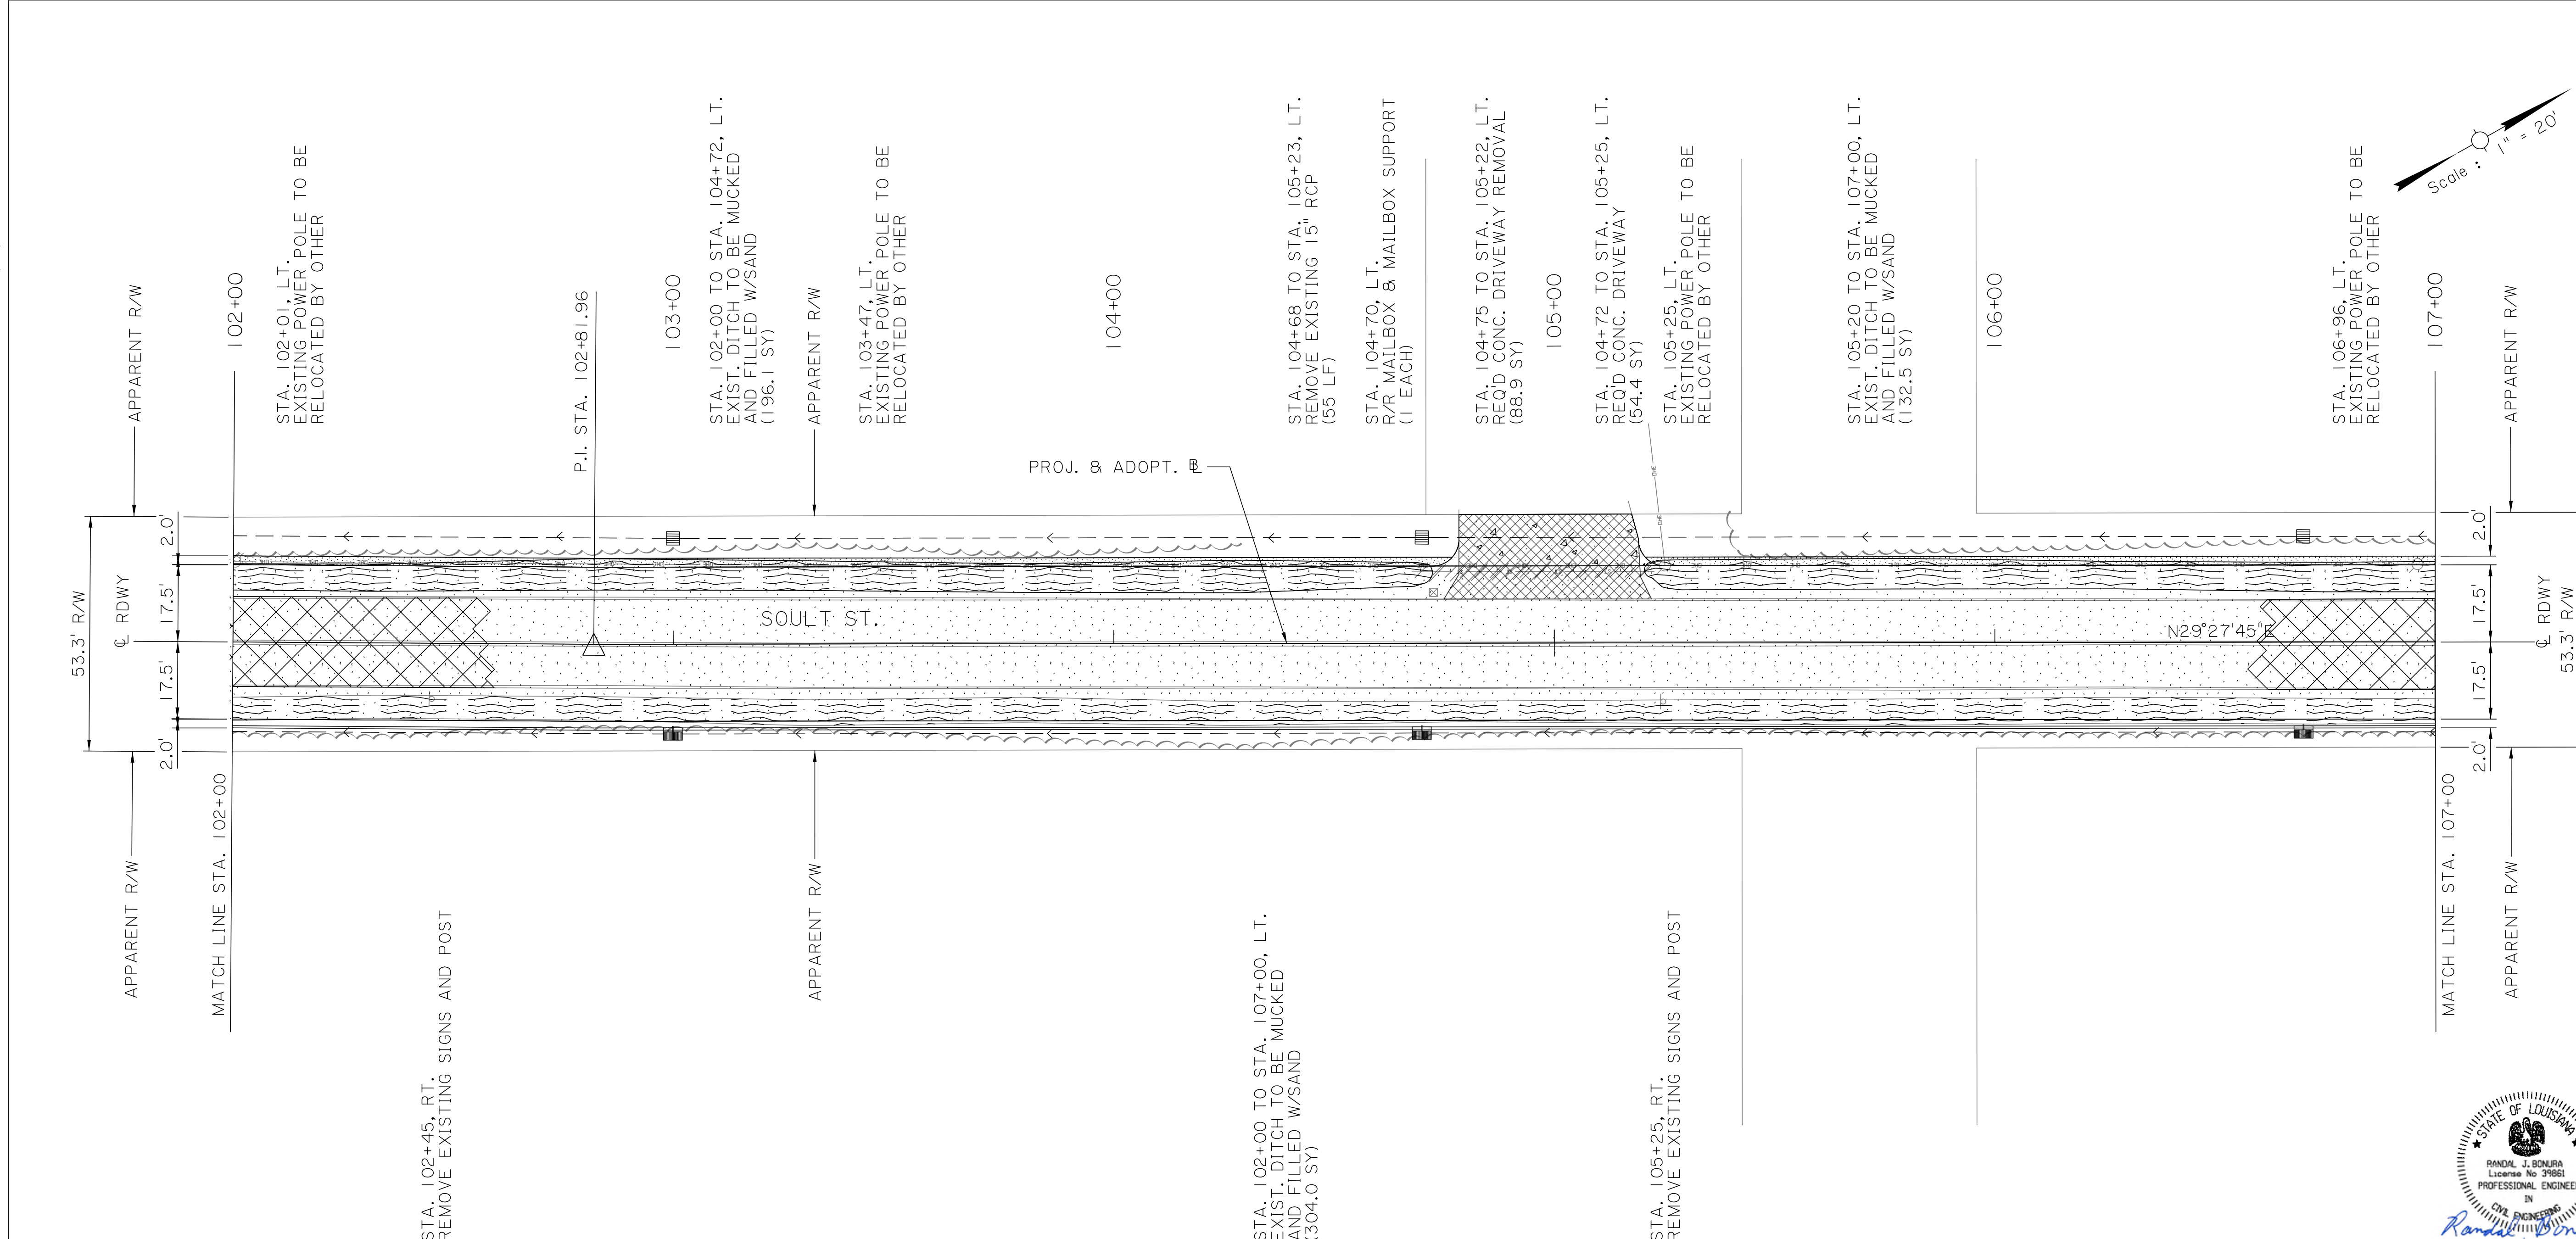 Scale : 1" = 20'
APPARENT R/W
102+00
STA. 102+01, LT.
EXISTING POWER POLE TO BE
RELOCATED BY OTHER
P.I. STA. 102+81.96
103+00
STA. 102+00 TO STA. 104+72, LT.
EXIST. DITCH TO BE MUCKED
AND FILLED W/SAND
(196.1 SY)
APPARENT R/W
STA. 103+47, LT.
EXISTING POWER POLE TO BE
RELOCATED BY OTHER
104+00
STA. 104+68 TO STA. 105+23, LT.
REMOVE EXISTING 15" RCP
(55 LF)
STA. 104+70, LT.
R/R MAILBOX & MAILBOX SUPPORT
(1 EACH)
STA. 104+75 TO STA. 105+22, LT.
REQ'D CONC. DRIVEWAY REMOVAL
(88.9 SY)
105+00
STA. 104+72 TO STA. 105+25, LT.
REQ'D CONC. DRIVEWAY
(54.4 SY)
STA. 105+25, LT.
EXISTING POWER POLE TO BE
RELOCATED BY OTHER
STA. 105+20 TO STA. 107+00, LT.
EXIST. DITCH TO BE MUCKED
AND FILLED W/SAND
(132.5 SY)
106+00
STA. 106+96, LT.
EXISTING POWER POLE TO BE
RELOCATED BY OTHER
107+00
APPARENT R/W
PROJ. & ADOPT. BL
53.3' R/W
CL RDWY
2.0'
17.5'
17.5'
2.0'
SOULT ST.
N29°27'45"E
2.0'
17.5'
17.5'
2.0'
CL RDWY
53.3' R/W
APPARENT R/W
MATCH LINE STA. 102+00
STA. 102+45, RT.
REMOVE EXISTING SIGNS AND POST
APPARENT R/W
STA. 102+00 TO STA. 107+00, LT.
EXIST. DITCH TO BE MUCKED
AND FILLED W/SAND
(304.0 SY)
STA. 105+25, RT.
REMOVE EXISTING SIGNS AND POST
MATCH LINE STA. 107+00
APPARENT R/W
STATE OF LOUISIANA
RANDAL J. BONURA
License No 39861
PROFESSIONAL ENGINEE
IN
CIVIL ENGINEERING
Randal Bon